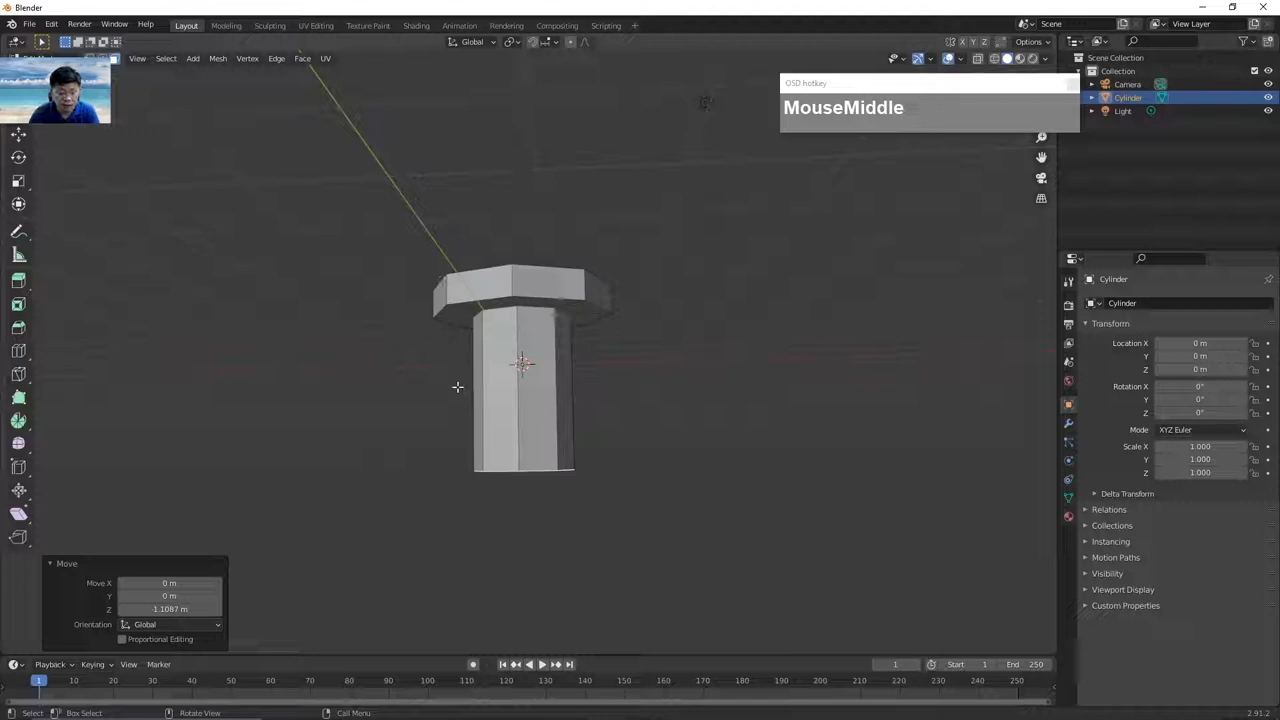 Blender
File Edit Render Window Help
Layout Modeling Sculpting UV Editing Texture Paint Shading Animation Rendering Compositing Scripting +
Scene
View Layer
Global
X Y Z
Options
View Select Add Mesh Vertex Edge Face UV
OSD hotkey
MouseMiddle
Scene Collection
Collection
Camera
Cylinder
Light
Cylinder
Cylinder
Transform
Location X 0 m
Y 0 m
Z 0 m
Rotation X 0°
Y 0°
Z 0°
Mode XYZ Euler
Scale X 1.000
Y 1.000
Z 1.000
Delta Transform
Relations
Collections
Instancing
Motion Paths
Visibility
Viewport Display
Custom Properties
Move
Move X 0 m
Y 0 m
Z -1.1087 m
Orientation Global
Proportional Editing
Playback Keying View Marker
1
Start 1
End 250
1 10 20 30 40 50 60 70 80 90 100 110 120 130 140 150 160 170 180 190 200 210 220 230 240 250
Select Box Select Rotate View Call Menu
2.91.2